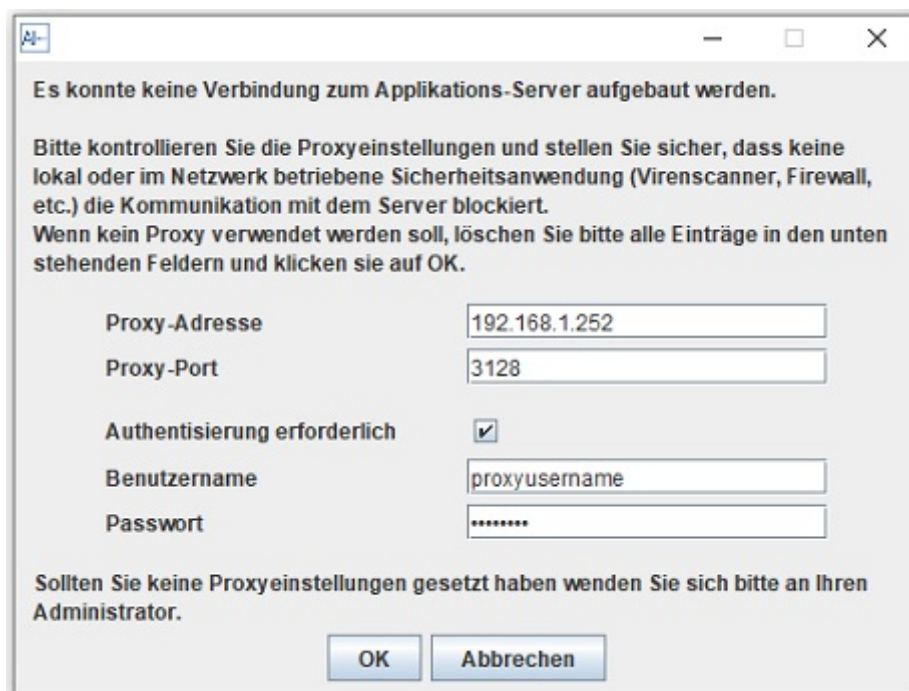 Es konnte keine Verbindung zum Applikations-Server aufgebaut werden.
Bitte kontrollieren Sie die Proxyeinstellungen und stellen Sie sicher, dass keine
lokal oder im Netzwerk betriebene Sicherheitsanwendung (Virenscanner, Firewall,
etc.) die Kommunikation mit dem Server blockiert.
Wenn kein Proxy verwendet werden soll, löschen Sie bitte alle Einträge in den unten
stehenden Feldern und klicken sie auf OK.
Proxy-Adresse 192.168.1.252
Proxy-Port 3128
Authentisierung erforderlich
Benutzername proxyusername
Passwort ••••••••
Sollten Sie keine Proxyeinstellungen gesetzt haben wenden Sie sich bitte an Ihren
Administrator.
OK Abbrechen